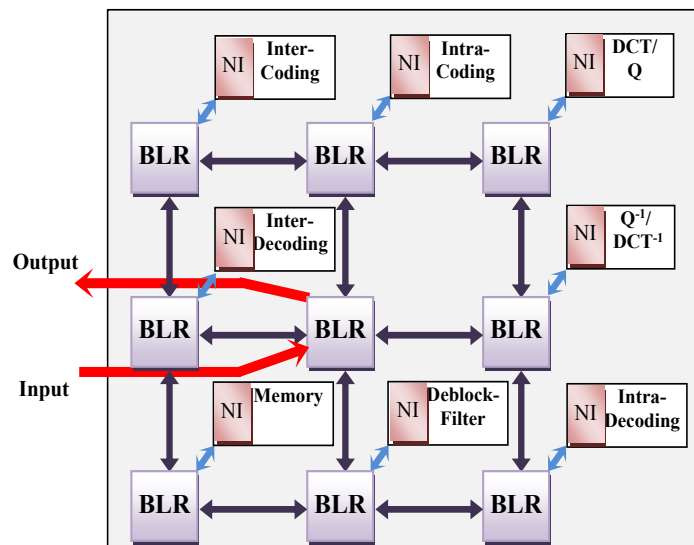 NI
Inter-
Coding
NI
Intra-
Coding
NI
DCT/
Q
BLR
BLR
BLR
NI
Inter-
Decoding
NI
Q⁻¹/
DCT⁻¹
Output
BLR
BLR
BLR
Input
NI
Memory
NI
Deblock-
Filter
NI
Intra-
Decoding
BLR
BLR
BLR